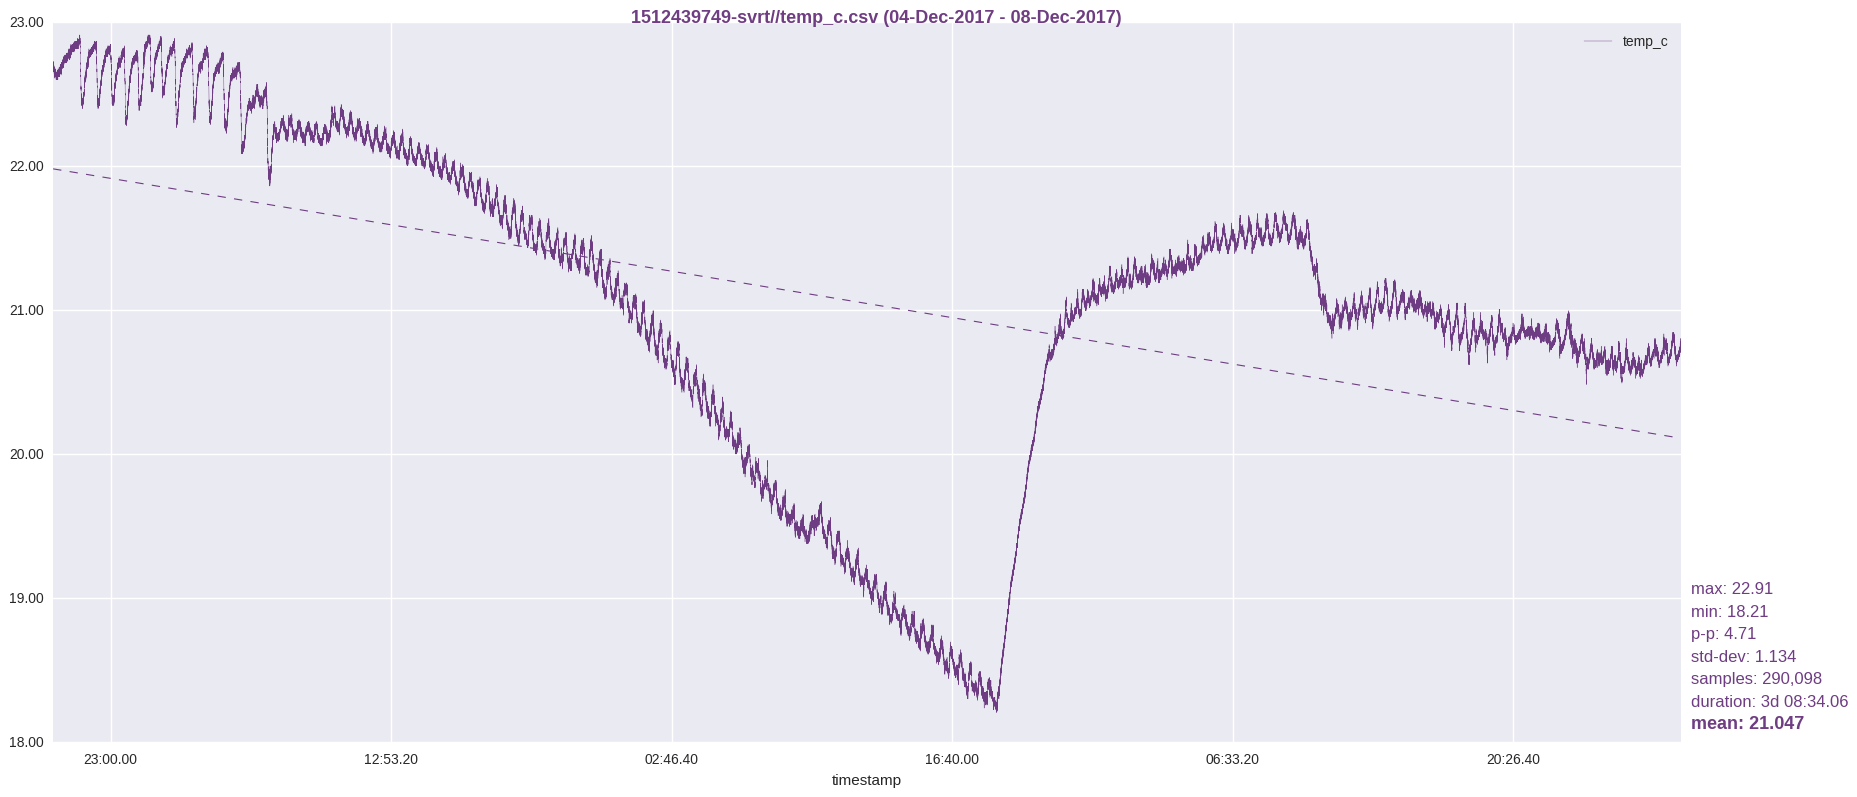 1512439749-svrt//temp_c.csv (04-Dec-2017 - 08-Dec-2017)
temp_c
23.00
22.00
21.00
20.00
19.00
18.00
23:00.00
12:53.20
02:46.40
16:40.00
06:33.20
20:26.40
timestamp
max: 22.91
min: 18.21
p-p: 4.71
std-dev: 1.134
samples: 290,098
duration: 3d 08:34.06
mean: 21.047